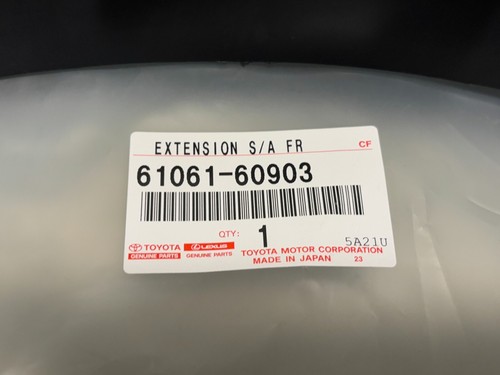 EXTENSION S/A FR CF
61061-60903
QTY: 1 5A21U
TOYOTA LEXUS TOYOTA MOTOR CORPORATION
GENUINE PARTS GENUINE PARTS MADE IN JAPAN 23